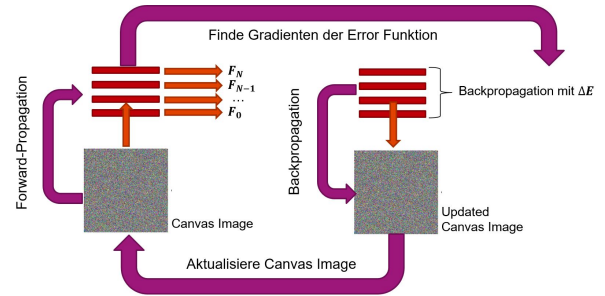 Finde Gradienten der Error Funktion
Forward-Propagation
F_N
F_{N-1}
...
F_0
Canvas Image
Backpropagation
Backpropagation mit ΔE
Updated
Canvas Image
Aktualisiere Canvas Image